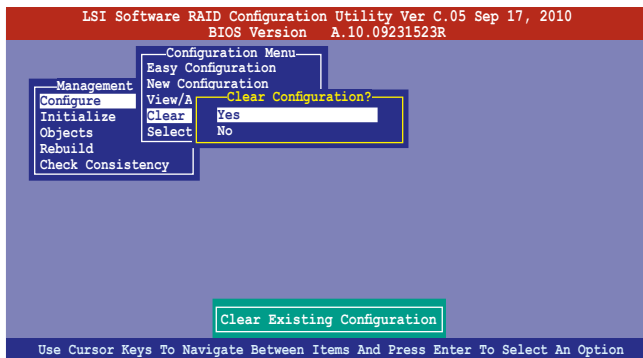 LSI Software RAID Configuration Utility Ver C.05 Sep 17, 2010
BIOS Version A.10.09231523R
Configuration Menu
Easy Configuration
New Configuration
View/A
Clear
Select
Management
Configure
Initialize
Objects
Rebuild
Check Consistency
Clear Configuration?
Yes
No
Clear Existing Configuration
Use Cursor Keys To Navigate Between Items And Press Enter To Select An Option